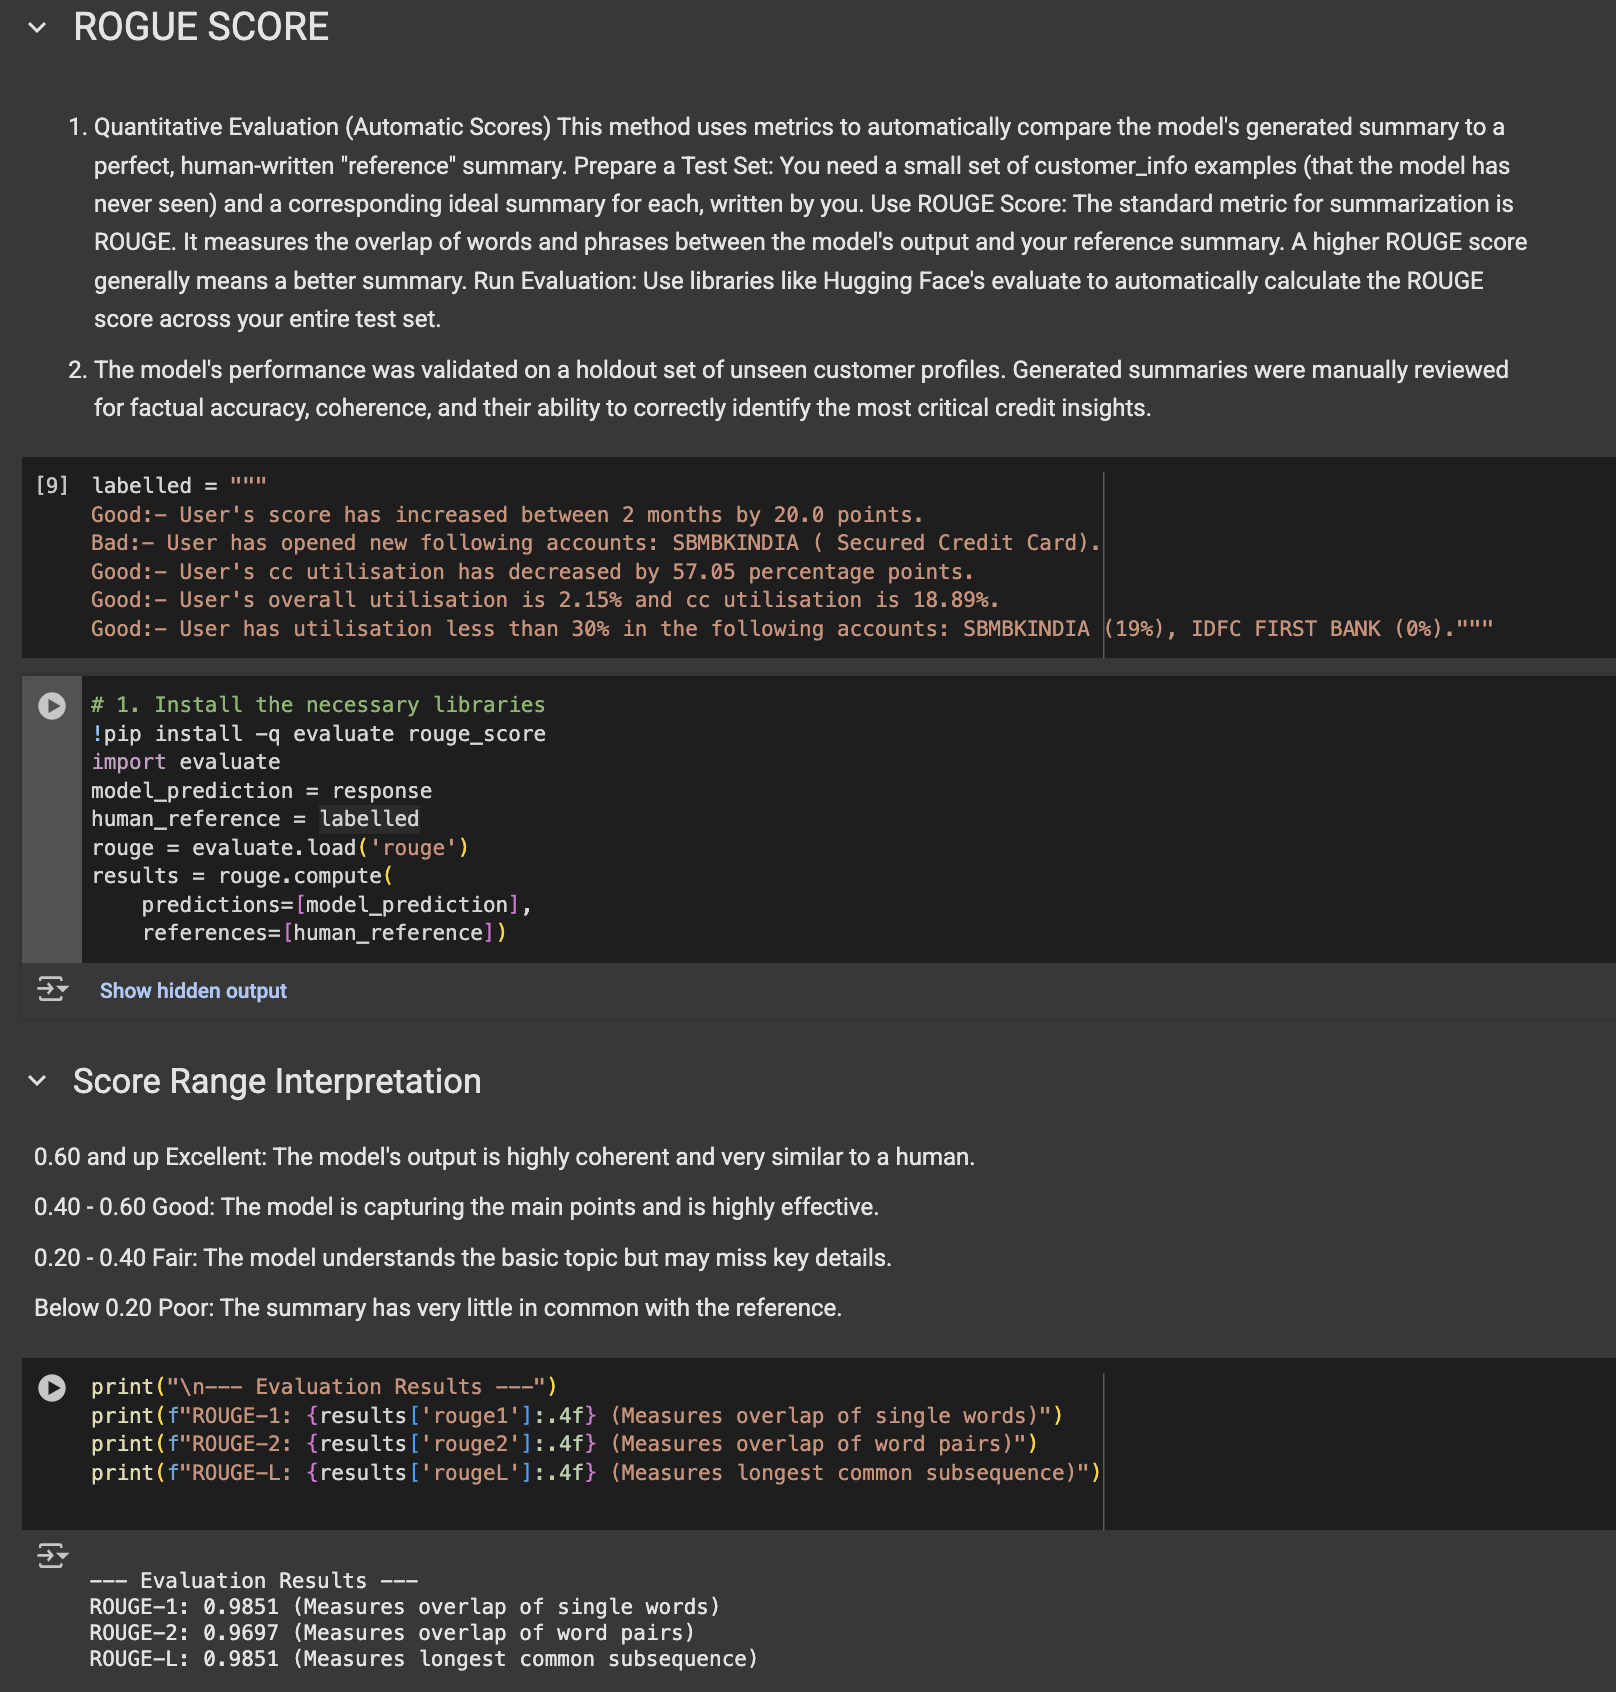 ROGUE SCORE
1. Quantitative Evaluation (Automatic Scores) This method uses metrics to automatically compare the model's generated summary to a
perfect, human-written "reference" summary. Prepare a Test Set: You need a small set of customer_info examples (that the model has
never seen) and a corresponding ideal summary for each, written by you. Use ROUGE Score: The standard metric for summarization is
ROUGE. It measures the overlap of words and phrases between the model's output and your reference summary. A higher ROUGE score
generally means a better summary. Run Evaluation: Use libraries like Hugging Face's evaluate to automatically calculate the ROUGE
score across your entire test set.
2. The model's performance was validated on a holdout set of unseen customer profiles. Generated summaries were manually reviewed
for factual accuracy, coherence, and their ability to correctly identify the most critical credit insights.
[9] labelled = """
Good:- User's score has increased between 2 months by 20.0 points.
Bad:- User has opened new following accounts: SBMBKINDIA ( Secured Credit Card).
Good:- User's cc utilisation has decreased by 57.05 percentage points.
Good:- User's overall utilisation is 2.15% and cc utilisation is 18.89%.
Good:- User has utilisation less than 30% in the following accounts: SBMBKINDIA (19%), IDFC FIRST BANK (0%)."""
# 1. Install the necessary libraries
!pip install -q evaluate rouge_score
import evaluate
model_prediction = response
human_reference = labelled
rouge = evaluate.load('rouge')
results = rouge.compute(
    predictions=[model_prediction],
    references=[human_reference])
Show hidden output
Score Range Interpretation
0.60 and up Excellent: The model's output is highly coherent and very similar to a human.
0.40 - 0.60 Good: The model is capturing the main points and is highly effective.
0.20 - 0.40 Fair: The model understands the basic topic but may miss key details.
Below 0.20 Poor: The summary has very little in common with the reference.
print("\n--- Evaluation Results ---")
print(f"ROUGE-1: {results['rouge1']:.4f} (Measures overlap of single words)")
print(f"ROUGE-2: {results['rouge2']:.4f} (Measures overlap of word pairs)")
print(f"ROUGE-L: {results['rougeL']:.4f} (Measures longest common subsequence)")
--- Evaluation Results ---
ROUGE-1: 0.9851 (Measures overlap of single words)
ROUGE-2: 0.9697 (Measures overlap of word pairs)
ROUGE-L: 0.9851 (Measures longest common subsequence)